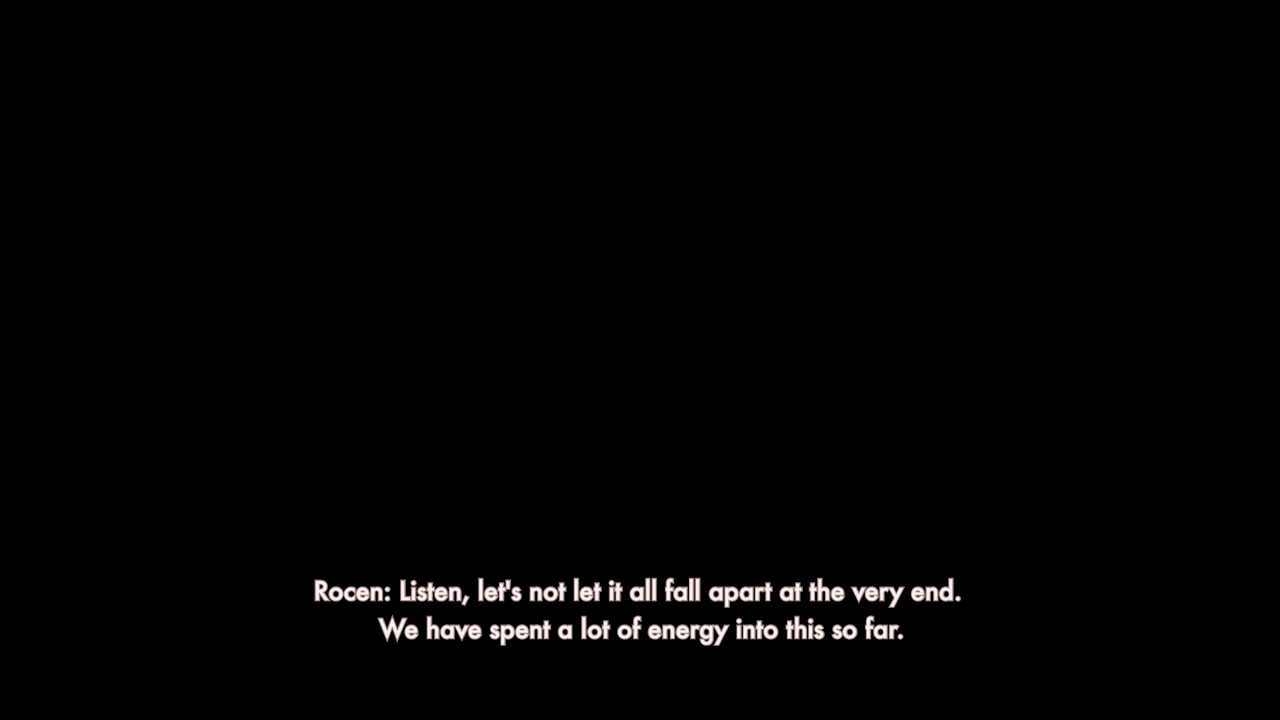 Rocen: Listen, let's not let it all fall apart at the very end.
We have spent a lot of energy into this so far.